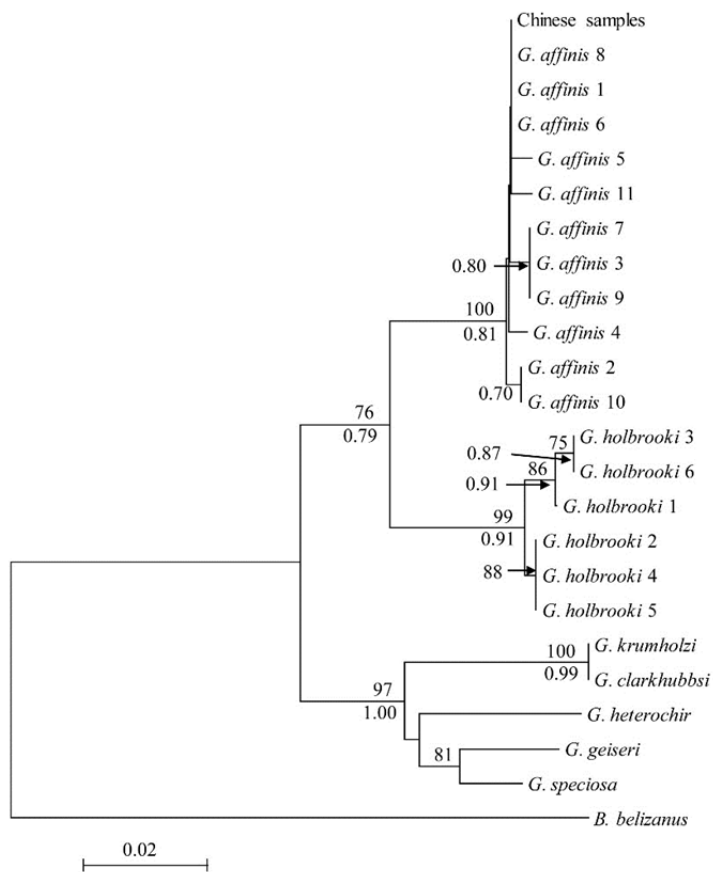 Chinese samples
G. affinis 8
G. affinis 1
G. affinis 6
G. affinis 5
G. affinis 11
G. affinis 7
0.80
G. affinis 3
G. affinis 9
100
0.81
G. affinis 4
G. affinis 2
0.70
G. affinis 10
76
0.79
G. holbrooki 3
75
0.87
86
G. holbrooki 6
0.91
G. holbrooki 1
99
0.91
G. holbrooki 2
88
G. holbrooki 4
G. holbrooki 5
G. krumholzi
100
0.99
G. clarkhubbsi
97
1.00
G. heterochir
81
G. geiseri
G. speciosa
B. belizanus
0.02